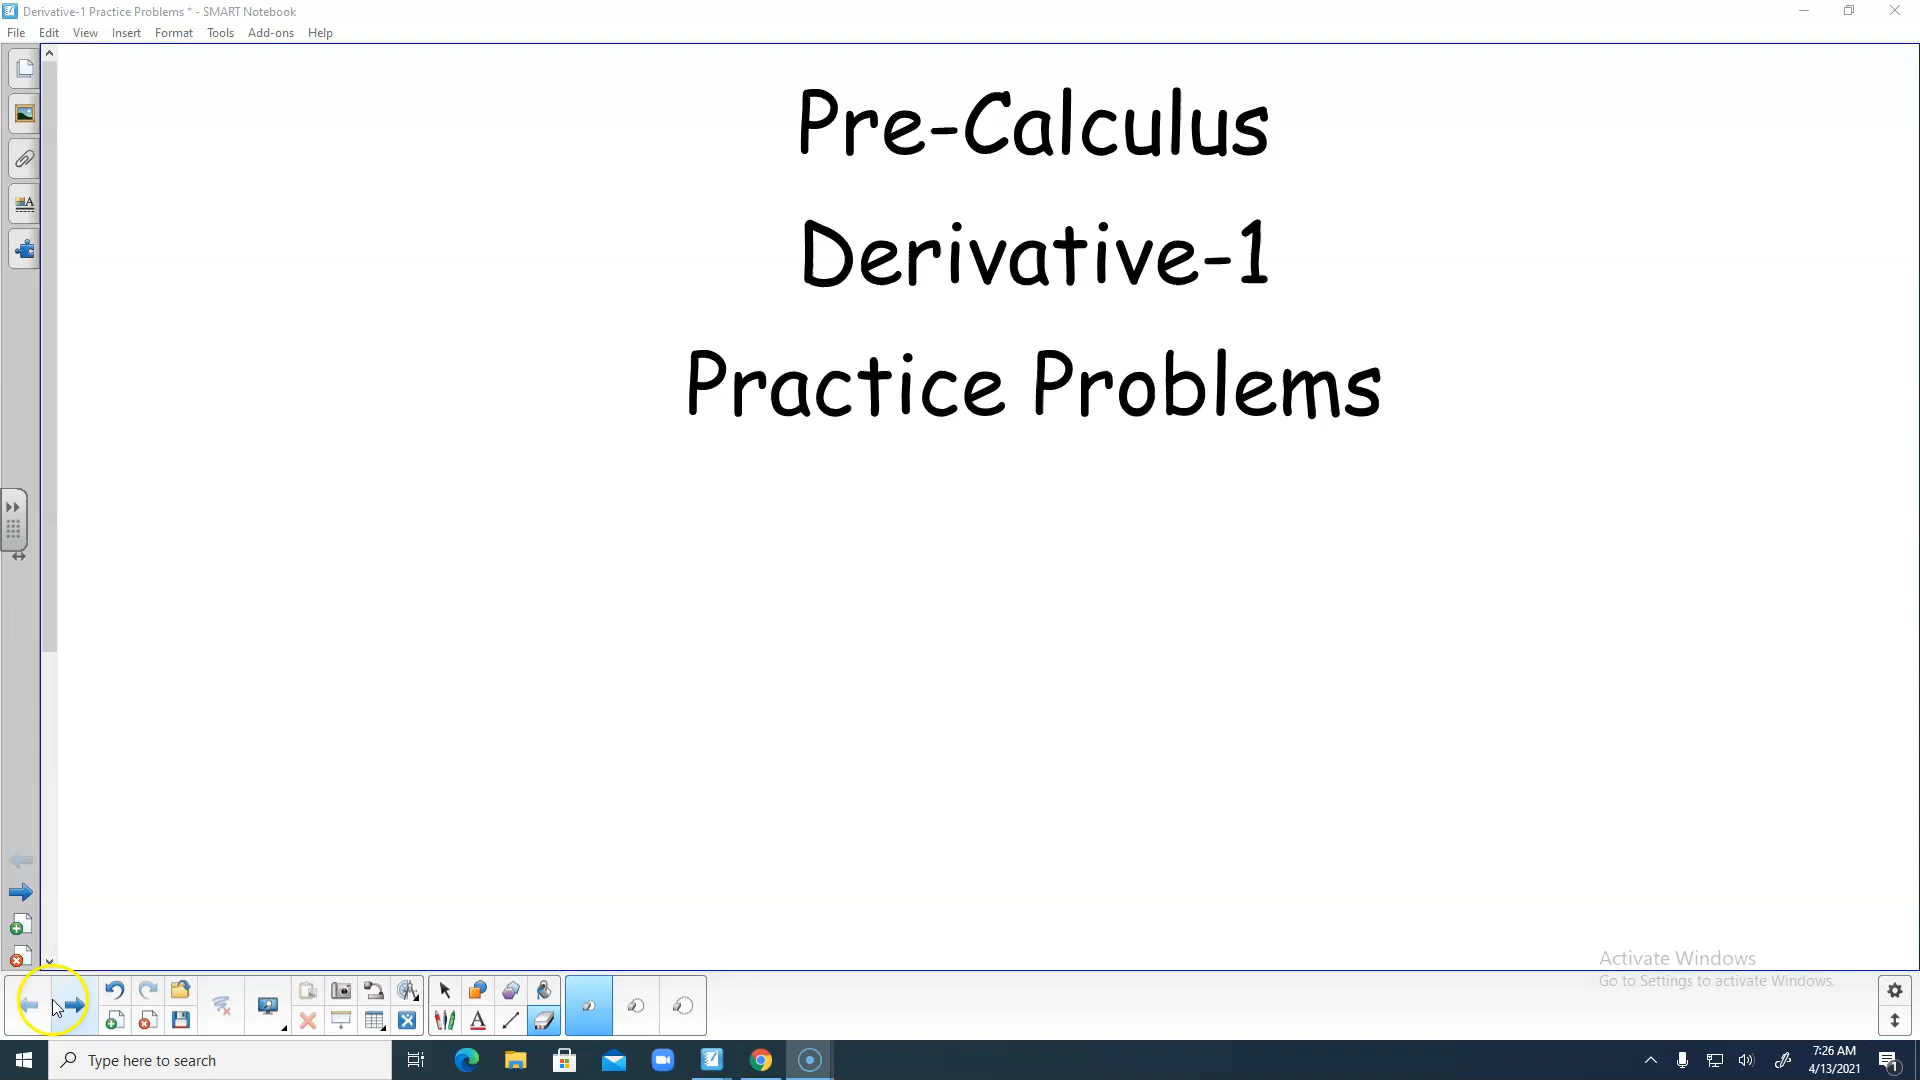 Derivative-1 Practice Problems * - SMART Notebook
File Edit View Insert Format Tools Add-ons Help
Pre-Calculus
Derivative-1
Practice Problems
Activate Windows
Go to Settings to activate Windows.
Type here to search
7:26 AM
4/13/2021
1